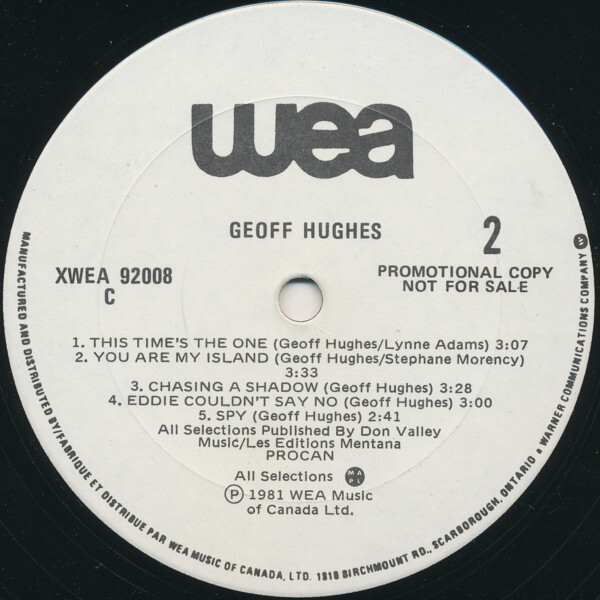 wea
GEOFF HUGHES
2
XWEA 92008
C
PROMOTIONAL COPY
NOT FOR SALE
1. THIS TIME'S THE ONE (Geoff Hughes/Lynne Adams) 3:07
2. YOU ARE MY ISLAND (Geoff Hughes/Stephane Morency)
3:33
3. CHASING A SHADOW (Geoff Hughes) 3:28
4. EDDIE COULDN'T SAY NO (Geoff Hughes) 3:00
5. SPY (Geoff Hughes) 2:41
All Selections Published By Don Valley
Music/Les Editions Mentana
PROCAN
All Selections MAPL
Ⓟ 1981 WEA Music
of Canada Ltd.
MANUFACTURED AND DISTRIBUTED BY/FABRIQUE ET DISTRIBUE PAR WEA MUSIC OF CANADA, LTD. 1810 BIRCHMOUNT RD., SCARBOROUGH, ONTARIO • A WARNER COMMUNICATIONS COMPANY